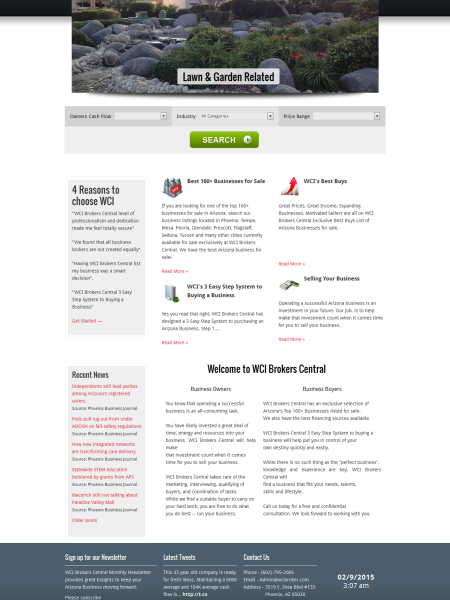 Lawn & Garden Related
Owners Cash Flow
Industry
All Categories
Price Range
SEARCH
4 Reasons to
choose WCI
"WCI Brokers Central level of
professionalism and dedication
made me feel totally secure"
"We found that all business
brokers are not created equally"
"Having WCI Brokers Central list
my business was a smart
decision".
"WCI Brokers Central 3 Easy
Step System to Buying a
Business"
Get Started —
Best 160+ Businesses for Sale
If you are looking for one of the top 160+
businesses for sale in Arizona, search our
business listings located in Phoenix, Tempe,
Mesa, Peoria, Glendale, Prescott, Flagstaff,
Sedona, Tucson and many other cities currently
available for sale exclusively at WCI Brokers
Central. We have the best Arizona business for
sale!
Read More »
WCI's Best Buys
Great Prices, Great Income, Expanding
Businesses, Motivated Sellers are all on WCI
Brokers Central Exclusive Best Buys List of
Arizona Businesses for sale.
Read More »
WCI's 3 Easy Step System to
Buying a Business
Yes you read that right, WCI Brokers Central has
designed a 3 Easy Step System to purchasing an
Arizona Business. Step 1....
Read More »
Selling Your Business
Operating a successful Arizona business is an
investment in your future. Our job, is to help
make that investment count when it comes time
for you to sell your business.
Read More »
Recent News
Independents still lead parties
among Arizona's registered
voters
Source: Phoenix Business Journal
Feds pull rug out from under
ADOSH on fall-safety regulations
Source: Phoenix Business Journal
How new integrated networks
are transforming care delivery
Source: Phoenix Business Journal
Statewide STEM education
bolstered by grants from APS
Source: Phoenix Business Journal
Macerich still not talking about
Paradise Valley Mall
Source: Phoenix Business Journal
Older posts
Welcome to WCI Brokers Central
Business Owners
You know that operating a successful
business is an all-consuming task.
You have likely invested a great deal of
time, energy and resources into your
business. WCI Brokers Central will help
make
that investment count when it comes
time for you to sell your business.
WCI Brokers Central takes care of the
marketing, interviewing, qualifying of
buyers, and coordination of tasks.
While we find a suitable buyer to carry on
your hard work, you are free to do what
you do best ... run your business.
Business Buyers
WCI Brokers Central has an exclusive selection of
Arizona's Top 160+ Businesses listed for sale.
We also have the best financing sources available.
WCI Brokers Central 3 Easy Step System to buying a
business will help put you in control of your
own destiny quickly and easily.
While there is no such thing as the "perfect business",
knowledge and experience are key. WCI Brokers
Central will
find a business that fits your needs, talents,
skills and lifestyle.
Call us today for a free and confidential
consultation. We look forward to working with you.
Sign up for our Newsletter
WCI Brokers Central Monthly Newsletter
provides great insights to keep your
Arizona Business moving forward.
Please subscribe
Latest Tweets
This 43 year old company is ready
for fresh ideas. Maintaining a 600K
average and 164K average cash
flow is... http://t.co
Contact Us
Phone - (602)-795-2005
Email - Admin@wcibroker.com
Address - 3519 E. Shea Blvd #133
Phoenix, AZ 85028
02/9/2015
3:07 am